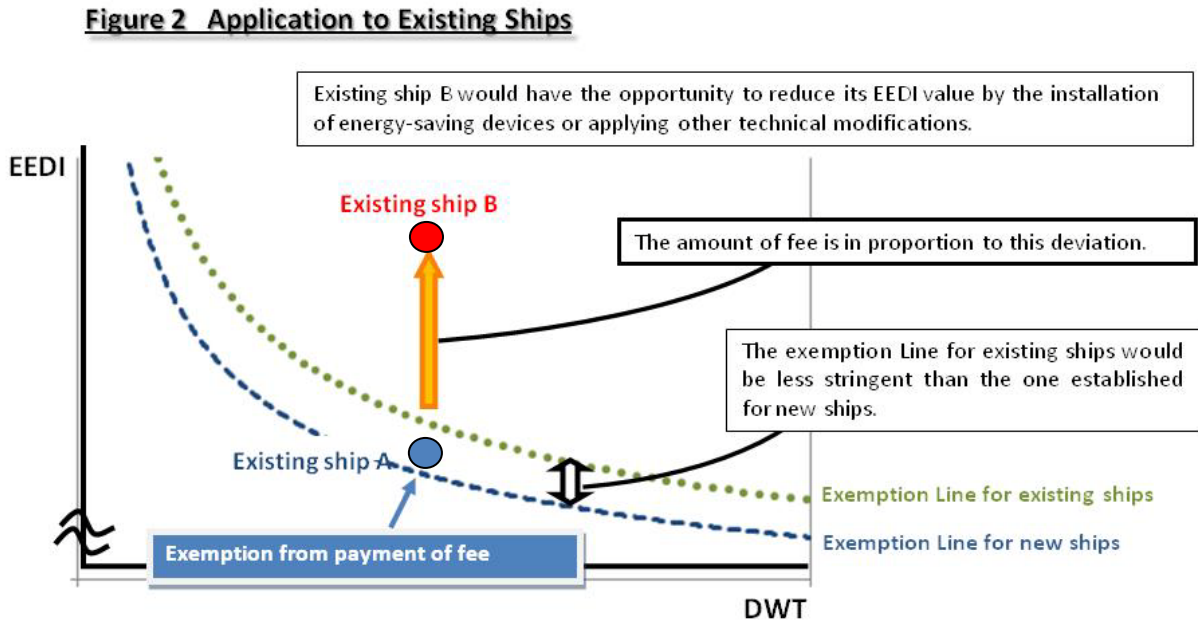 Figure 2   Application to Existing Ships
Existing ship B would have the opportunity to reduce its EEDI value by the installation
of energy-saving devices or applying other technical modifications.
EEDI
Existing ship B
The amount of fee is in proportion to this deviation.
The exemption Line for existing ships would
be less stringent than the one established
for new ships.
Existing ship A
Exemption Line for existing ships
Exemption Line for new ships
Exemption from payment of fee
DWT